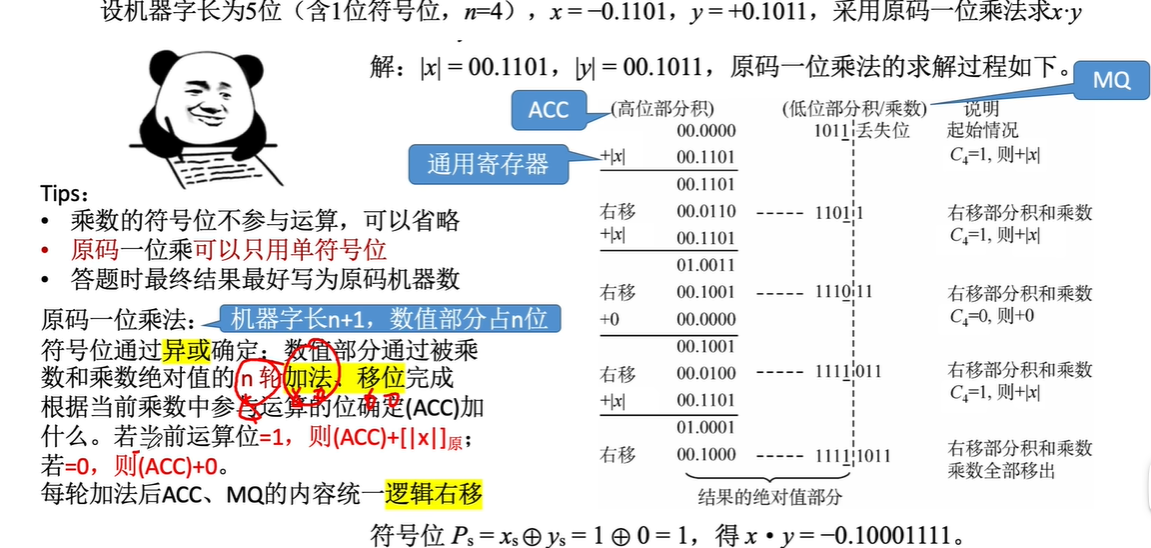 设机器字长为5位（含1位符号位，n=4），x = −0.1101，y = +0.1011，采用原码一位乘法求x·y
解：|x| = 00.1101，|y| = 00.1011，原码一位乘法的求解过程如下。
MQ
ACC
(高位部分积) (低位部分积/乘数) 说明
00.0000 1011 丢失位 起始情况
通用寄存器
+|x| 00.1101 C₄=1, 则+|x|
00.1101
右移 00.0110 ----- 1101 1 右移部分积和乘数
+|x| 00.1101 C₄=1, 则+|x|
01.0011
右移 00.1001 ----- 1110 11 右移部分积和乘数
+0 00.0000 C₄=0, 则+0
00.1001
右移 00.0100 ----- 1111 011 右移部分积和乘数
+|x| 00.1101 C₄=1, 则+|x|
01.0001
右移 00.1000 ----- 1111 1011 右移部分积和乘数
乘数全部移出
结果的绝对值部分
Tips：
• 乘数的符号位不参与运算，可以省略
• 原码一位乘可以只用单符号位
• 答题时最终结果最好写为原码机器数
原码一位乘法：
机器字长n+1，数值部分占n位
符号位通过异或确定；数值部分通过被乘
数和乘数绝对值的 n 轮加法、移位完成
根据当前乘数中参与运算的位确定(ACC)加
什么。若当前运算位=1，则(ACC)+[|x|]原；
若=0，则(ACC)+0。
每轮加法后ACC、MQ的内容统一逻辑右移
符号位 Pₛ = xₛ ⊕ yₛ = 1 ⊕ 0 = 1，得 x • y = −0.10001111。